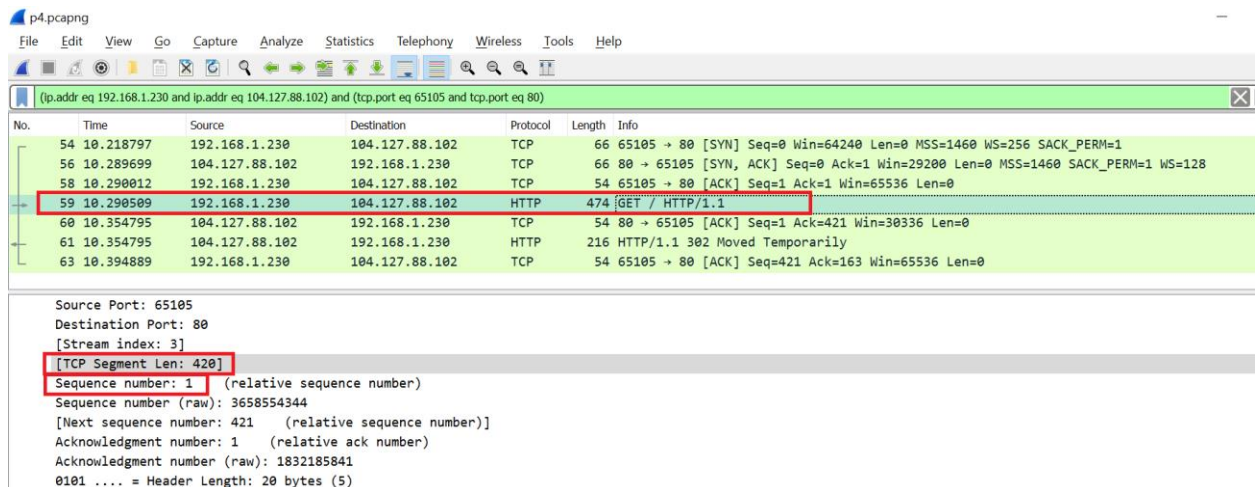 p4.pcapng
File Edit View Go Capture Analyze Statistics Telephony Wireless Tools Help
(ip.addr eq 192.168.1.230 and ip.addr eq 104.127.88.102) and (tcp.port eq 65105 and tcp.port eq 80)
No. Time Source Destination Protocol Length Info
54 10.218797 192.168.1.230 104.127.88.102 TCP 66 65105 → 80 [SYN] Seq=0 Win=64240 Len=0 MSS=1460 WS=256 SACK_PERM=1
56 10.289699 104.127.88.102 192.168.1.230 TCP 66 80 → 65105 [SYN, ACK] Seq=0 Ack=1 Win=29200 Len=0 MSS=1460 SACK_PERM=1 WS=128
58 10.290012 192.168.1.230 104.127.88.102 TCP 54 65105 → 80 [ACK] Seq=1 Ack=1 Win=65536 Len=0
59 10.290509 192.168.1.230 104.127.88.102 HTTP 474 GET / HTTP/1.1
60 10.354795 104.127.88.102 192.168.1.230 TCP 54 80 → 65105 [ACK] Seq=1 Ack=421 Win=30336 Len=0
61 10.354795 104.127.88.102 192.168.1.230 HTTP 216 HTTP/1.1 302 Moved Temporarily
63 10.394889 192.168.1.230 104.127.88.102 TCP 54 65105 → 80 [ACK] Seq=421 Ack=163 Win=65536 Len=0
Source Port: 65105
Destination Port: 80
[Stream index: 3]
[TCP Segment Len: 420]
Sequence number: 1 (relative sequence number)
Sequence number (raw): 3658554344
[Next sequence number: 421 (relative sequence number)]
Acknowledgment number: 1 (relative ack number)
Acknowledgment number (raw): 1832185841
0101 .... = Header Length: 20 bytes (5)